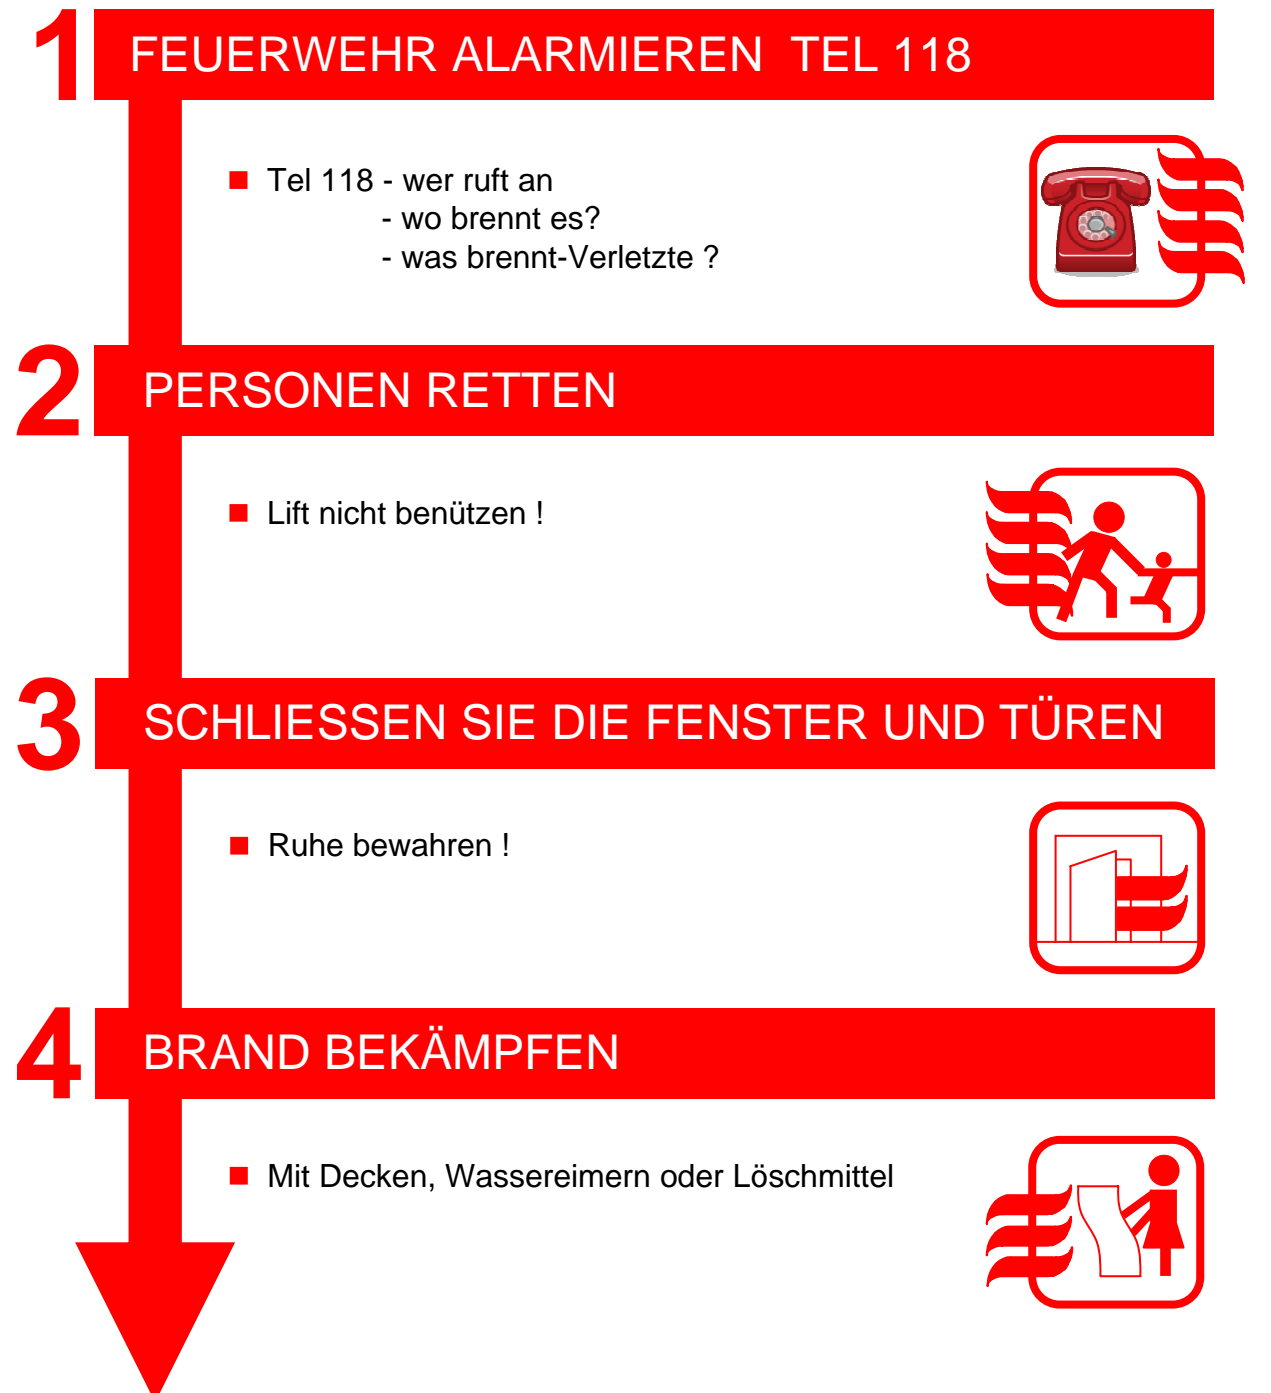 1
FEUERWEHR ALARMIEREN TEL 118
Tel 118 - wer ruft an
- wo brennt es?
- was brennt-Verletzte ?
2
PERSONEN RETTEN
Lift nicht benützen !
3
SCHLIESSEN SIE DIE FENSTER UND TÜREN
Ruhe bewahren !
4
BRAND BEKÄMPFEN
Mit Decken, Wassereimern oder Löschmittel